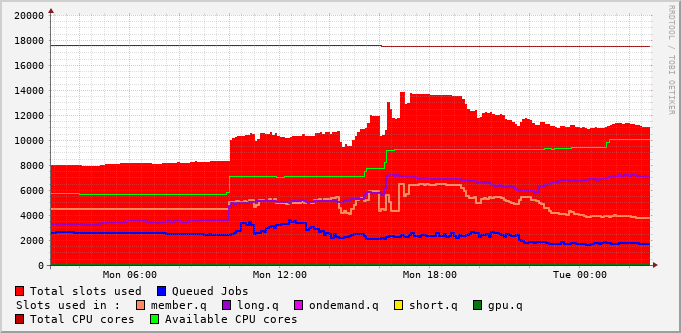 RRDTOOL / TOBI OETIKER
20000
18000
16000
14000
12000
10000
8000
6000
4000
2000
0
Mon 06:00 Mon 12:00 Mon 18:00 Tue 00:00
Total slots used Queued Jobs
Slots used in : member.q long.q ondemand.q short.q gpu.q
Total CPU cores Available CPU cores